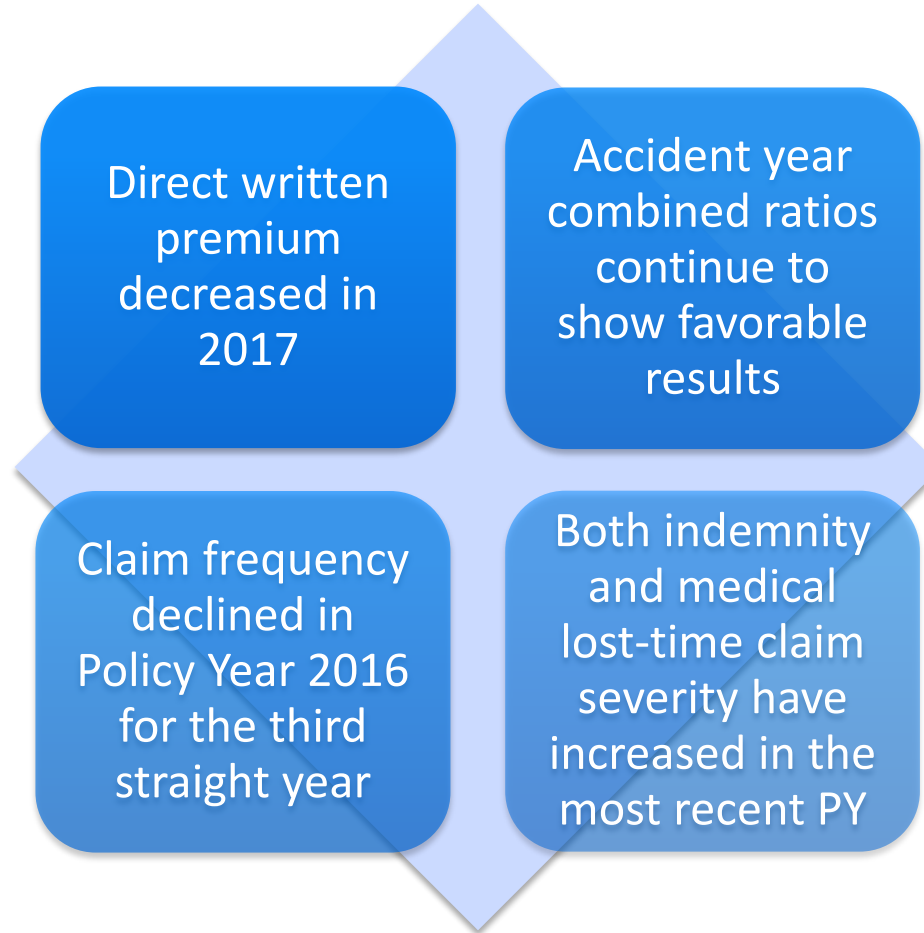 Direct written
premium
decreased in
2017
Accident year
combined ratios
continue to
show favorable
results
Claim frequency
declined in
Policy Year 2016
for the third
straight year
Both indemnity
and medical
lost-time claim
severity have
increased in the
most recent PY